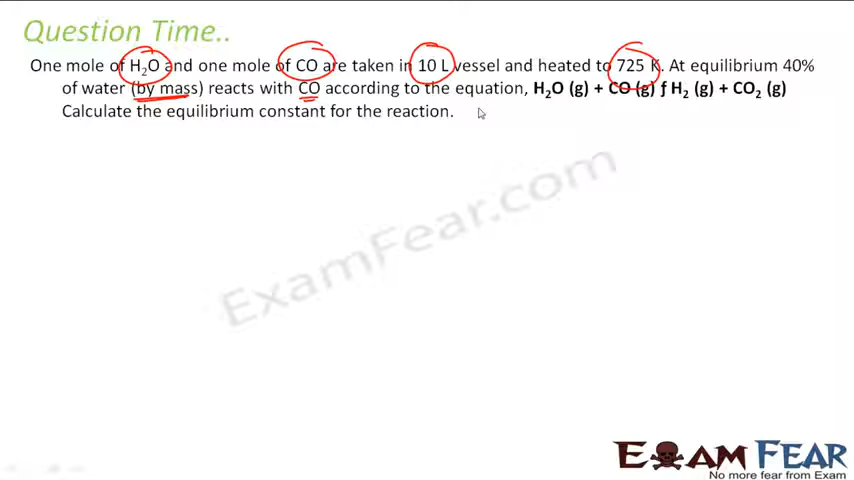 Question Time..
One mole of H₂O and one mole of CO are taken in 10 L vessel and heated to 725 K. At equilibrium 40%
of water (by mass) reacts with CO according to the equation, H₂O (g) + CO (g) ƒ H₂ (g) + CO₂ (g)
Calculate the equilibrium constant for the reaction.
ExamFear.com
EXAM FEAR
No more fear from Exam